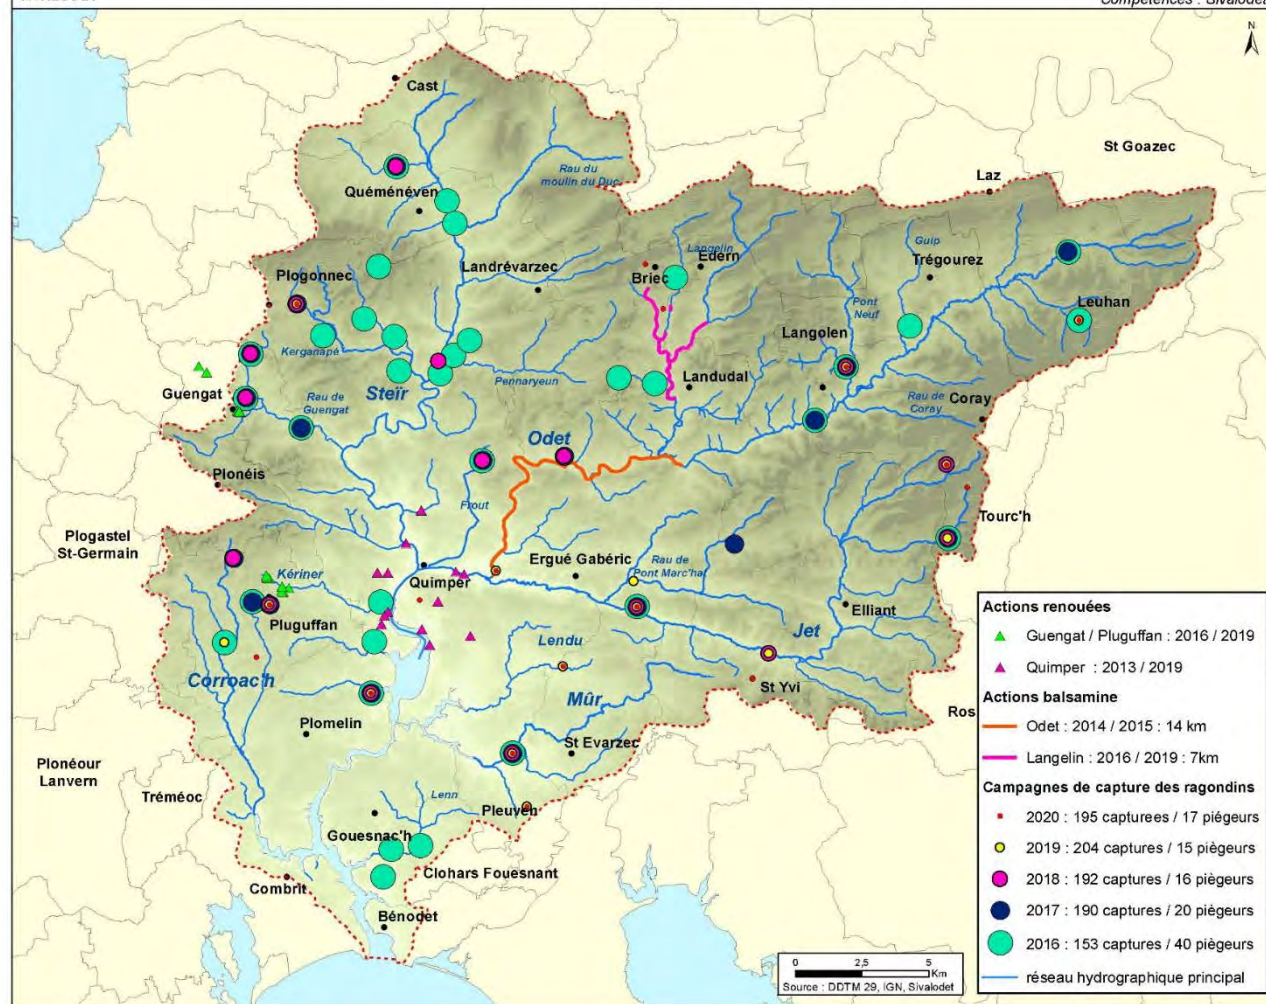 Compétences : Sivalodet
N
Cast
St Goazec
Rau du
moulin du Duc
Laz
Quéménéven
Langelin
Edern
Guip
Trégourez
Plogonnec
Landrévarzec
Briec
Leuhan
Pont
Neuf
Langolen
Kerganapé
Steïr
Pennaryeun
Landudal
Guengat
Rau de
Guengat
Rau de
Coray
Coray
Odet
Plonéis
Frout
Tourc'h
Plogastel
St-Germain
Ergué Gabéric
Rau de
Pont Marc'hat
Kériner
Quimper
Elliant
Pluguffan
Jet
Lendu
Corroac'h
St Yvi
Mûr
Ros
Plomelin
St Evarzec
Plonéour
Lanvern
Tréméoc
Lenn
Pleuven
Gouesnac'h
Clohars Fouesnant
Combrit
Bénodet
Actions renouées
Guengat / Pluguffan : 2016 / 2019
Quimper : 2013 / 2019
Actions balsamine
Odet : 2014 / 2015 : 14 km
Langelin : 2016 / 2019 : 7km
Campagnes de capture des ragondins
2020 : 195 capturees / 17 piégeurs
2019 : 204 captures / 15 piègeurs
2018 : 192 captures / 16 piègeurs
2017 : 190 captures / 20 piégeurs
2016 : 153 captures / 40 piégeurs
réseau hydrographique principal
0 2,5 5
Km
Source : DDTM 29, IGN, Sivalodet